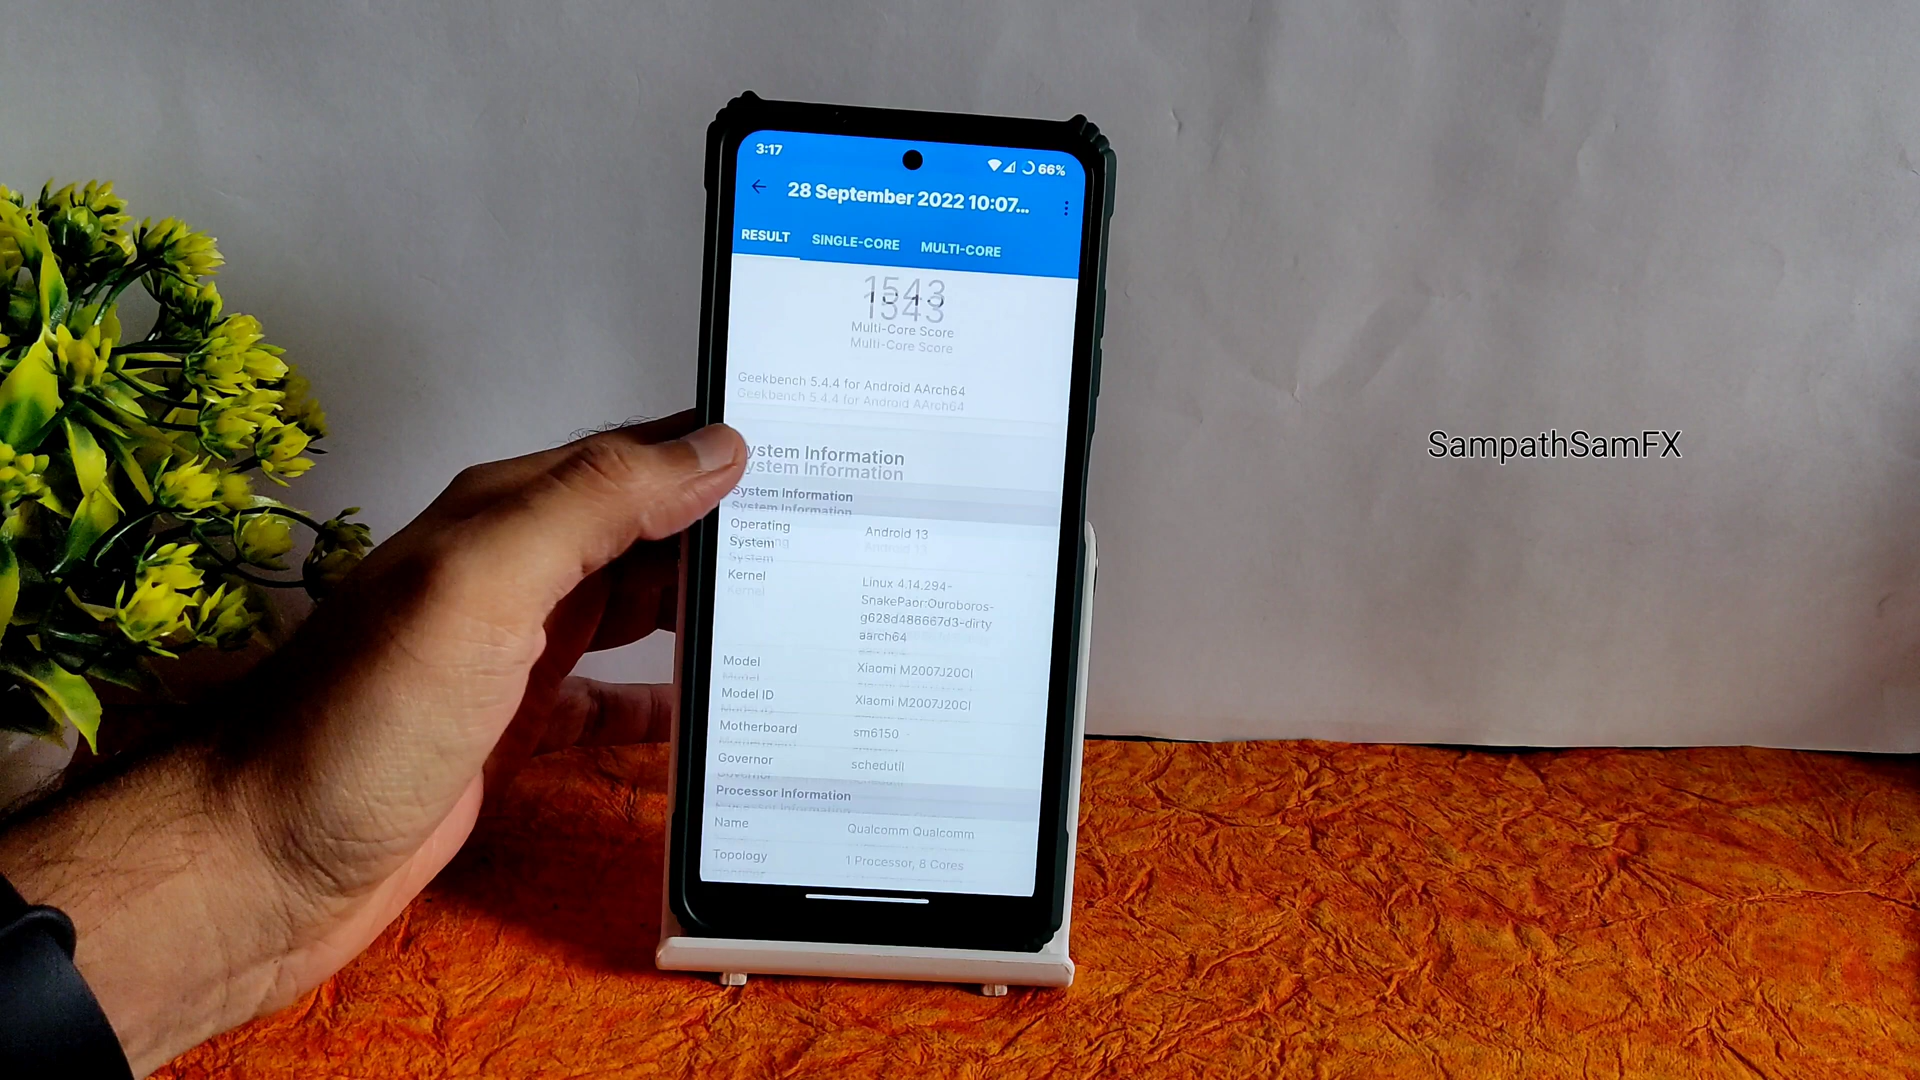 3:17
66%
28 September 2022 10:07...
RESULT SINGLE-CORE MULTI-CORE
1543
Multi-Core Score
Geekbench 5.4.4 for Android AArch64
System Information
System Information
Operating System Android 13
Kernel Linux 4.14.294-
SnakePaor:Ouroboros-
g628d486667d3-dirty
aarch64
Model Xiaomi M2007J20CI
Model ID Xiaomi M2007J20CI
Motherboard sm6150
Governor schedutil
Processor Information
Name Qualcomm Qualcomm
Topology 1 Processor, 8 Cores
SampathSamFX